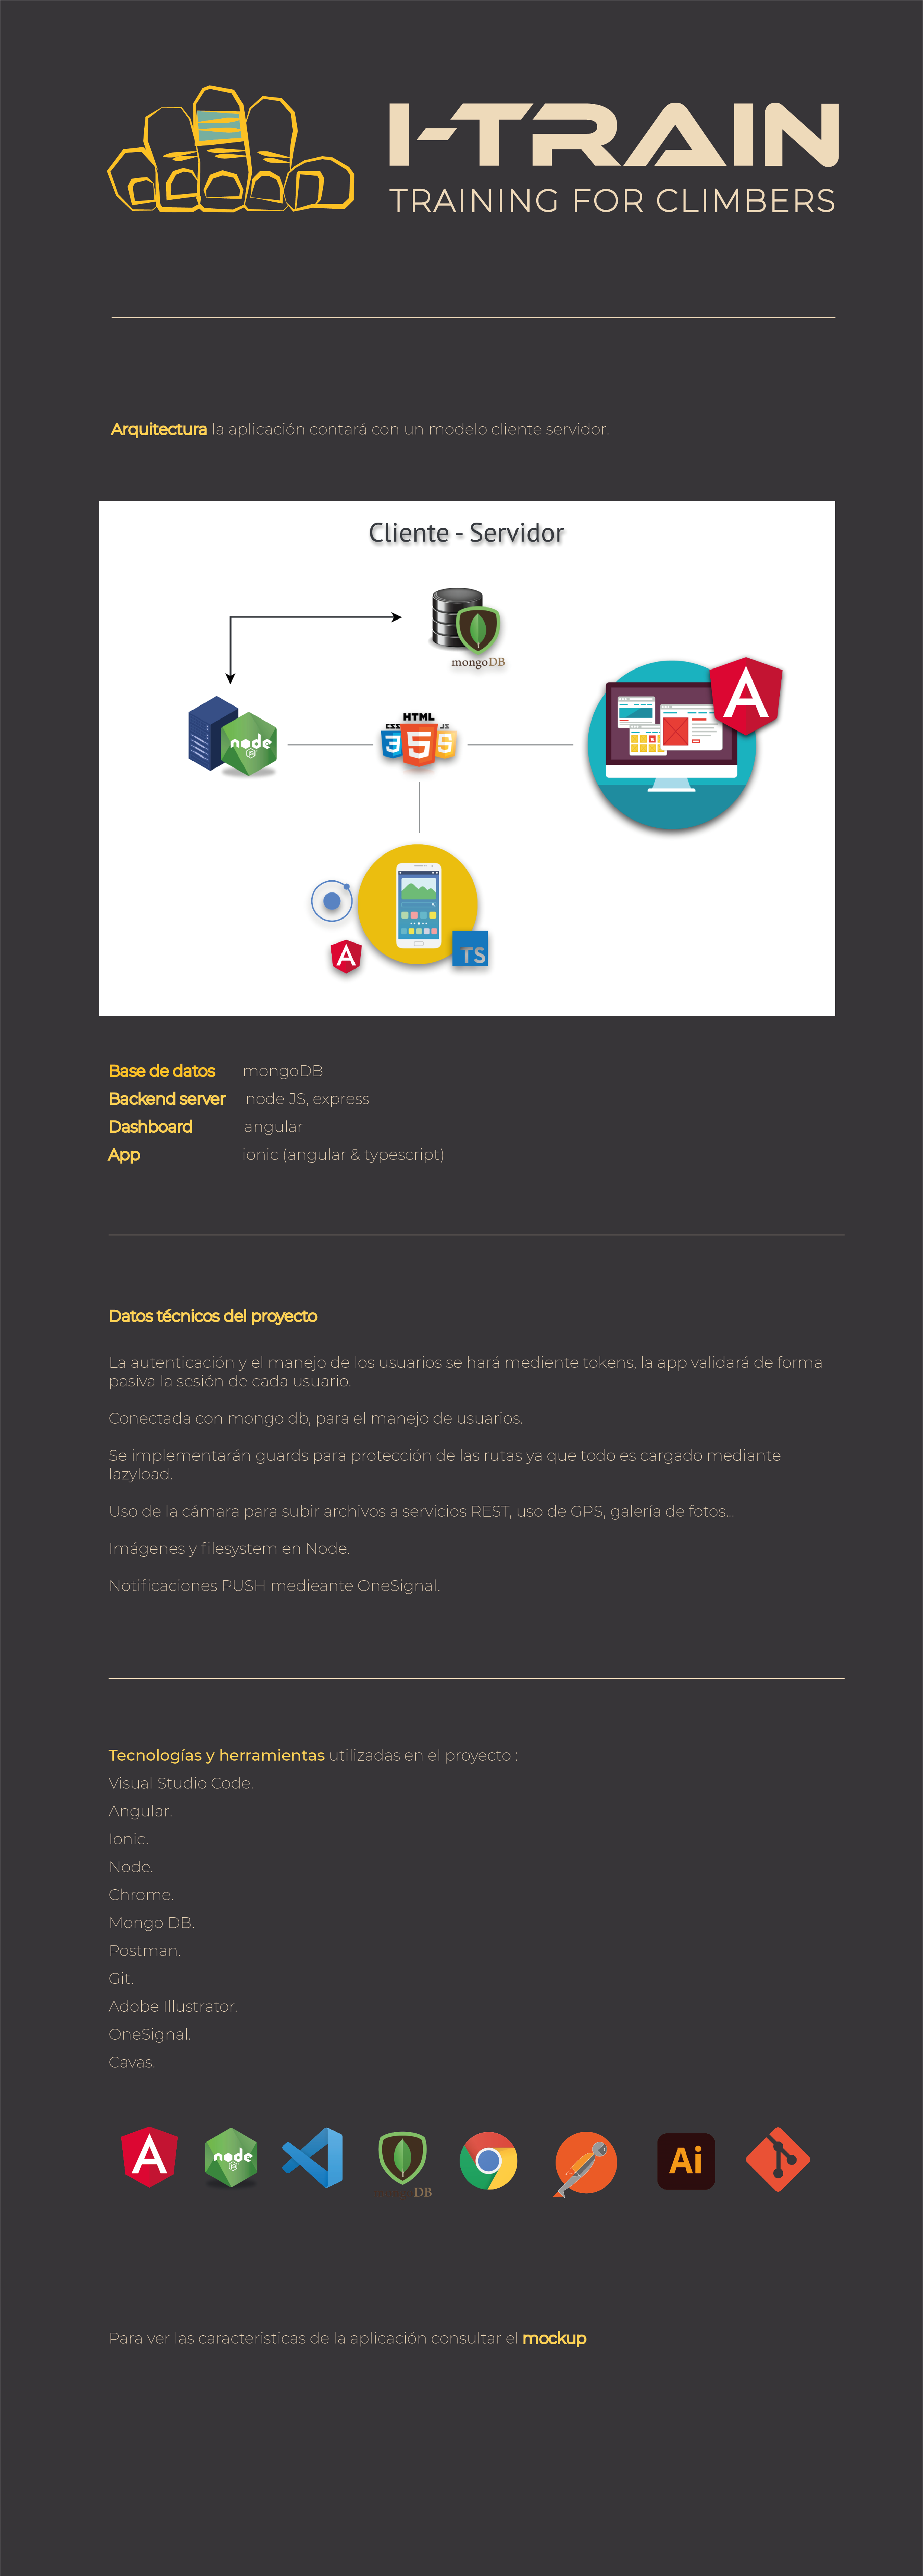 I-TRAIN
TRAINING FOR CLIMBERS
Arquitectura la aplicación contará con un modelo cliente servidor.
Cliente - Servidor
mongoDB
node
JS
CSS HTML JS
3 5 5
A
A
TS
Base de datos mongoDB
Backend server node JS, express
Dashboard angular
App ionic (angular & typescript)
Datos técnicos del proyecto
La autenticación y el manejo de los usuarios se hará mediente tokens, la app validará de forma
pasiva la sesión de cada usuario.
Conectada con mongo db, para el manejo de usuarios.
Se implementarán guards para protección de las rutas ya que todo es cargado mediante
lazyload.
Uso de la cámara para subir archivos a servicios REST, uso de GPS, galería de fotos...
Imágenes y filesystem en Node.
Notificaciones PUSH medieante OneSignal.
Tecnologías y herramientas utilizadas en el proyecto :
Visual Studio Code.
Angular.
Ionic.
Node.
Chrome.
Mongo DB.
Postman.
Git.
Adobe Illustrator.
OneSignal.
Cavas.
A
node
JS
DB
Ai
Para ver las caracteristicas de la aplicación consultar el mockup